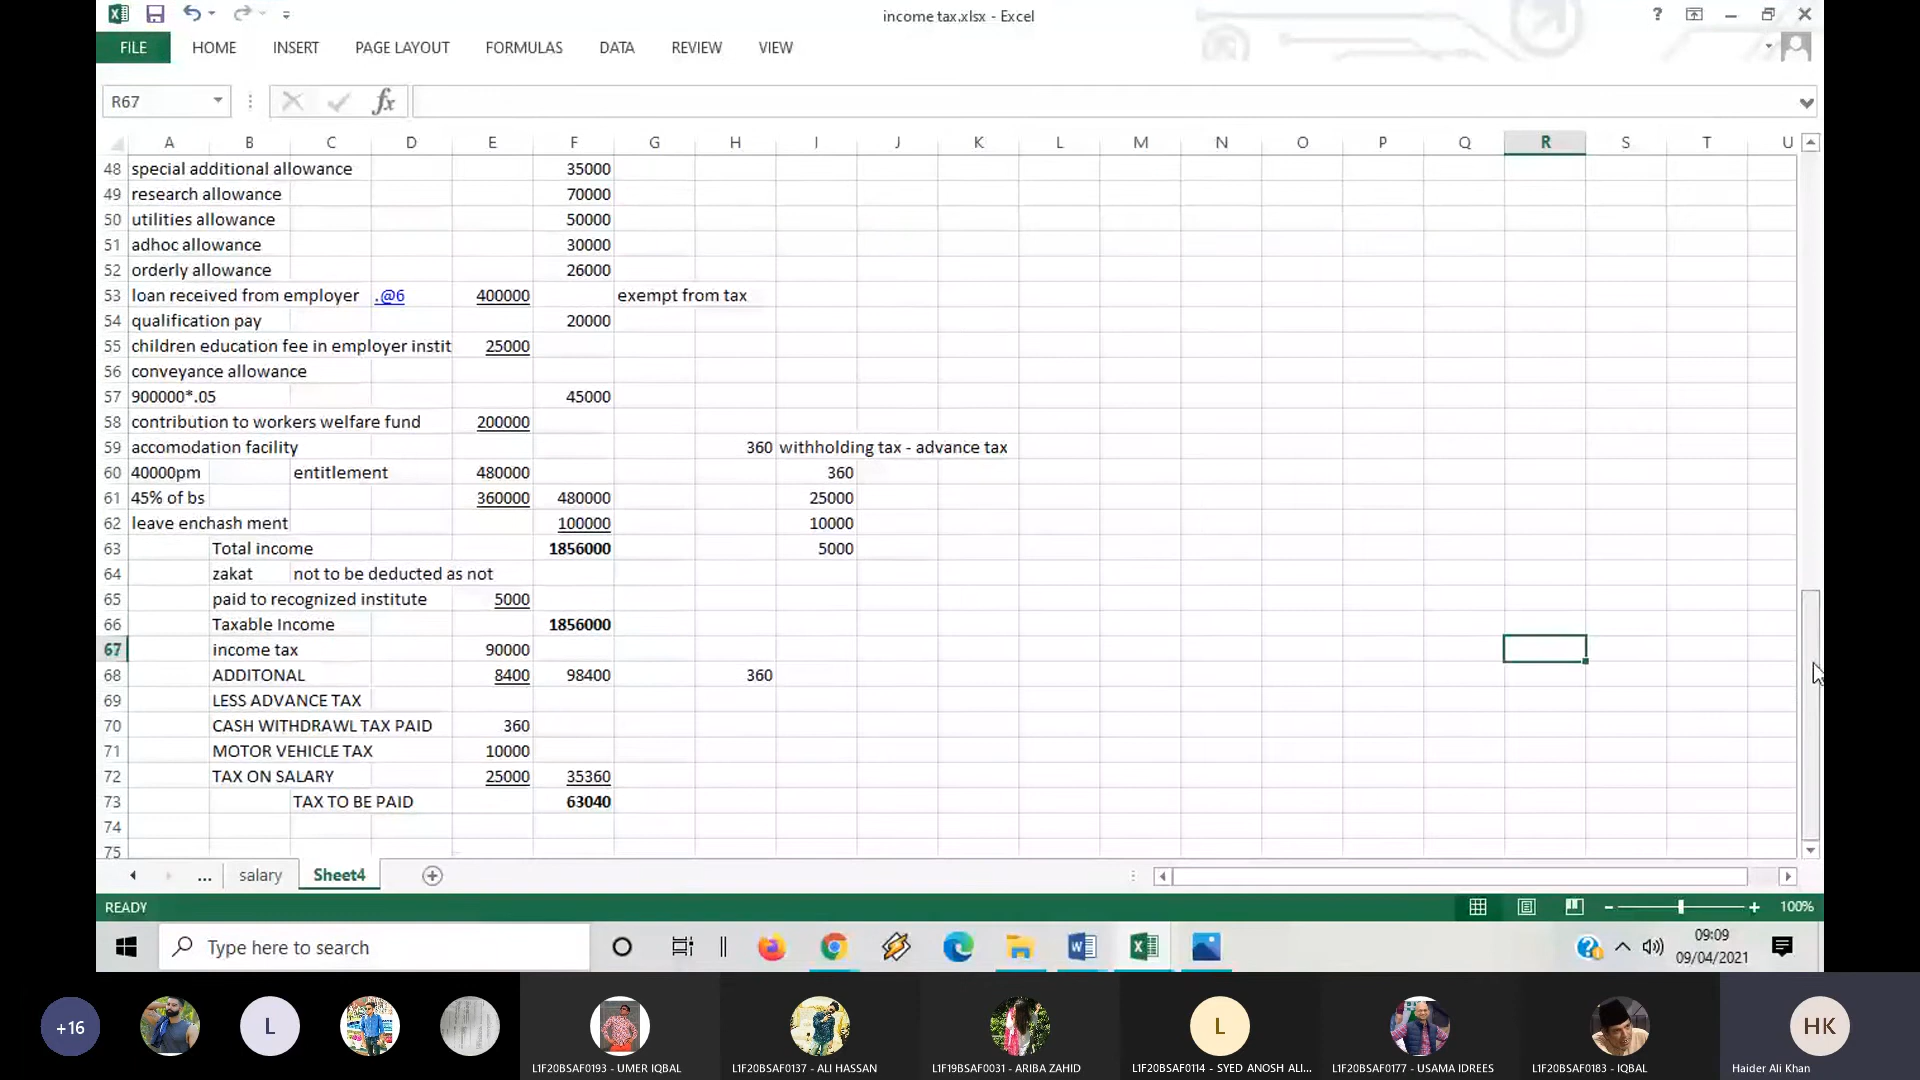 income tax.xlsx - Excel
?
FILE HOME INSERT PAGE LAYOUT FORMULAS DATA REVIEW VIEW
R67 fx
A B C D E F G H I J K L M N O P Q R S T U
48 special additional allowance 35000
49 research allowance 70000
50 utilities allowance 50000
51 adhoc allowance 30000
52 orderly allowance 26000
53 loan received from employer .@6 400000 exempt from tax
54 qualification pay 20000
55 children education fee in employer instit 25000
56 conveyance allowance
57 900000*.05 45000
58 contribution to workers welfare fund 200000
59 accomodation facility 360 withholding tax - advance tax
60 40000pm entitlement 480000 360
61 45% of bs 360000 480000 25000
62 leave enchash ment 100000 10000
63 Total income 1856000 5000
64 zakat not to be deducted as not
65 paid to recognized institute 5000
66 Taxable Income 1856000
67 income tax 90000
68 ADDITONAL 8400 98400 360
69 LESS ADVANCE TAX
70 CASH WITHDRAWL TAX PAID 360
71 MOTOR VEHICLE TAX 10000
72 TAX ON SALARY 25000 35360
73 TAX TO BE PAID 63040
74
75
... salary Sheet4
READY 100%
Type here to search
09:09
09/04/2021
+16 L L HK
L1F20BSAF0193 - UMER IQBAL L1F20BSAF0137 - ALI HASSAN L1F19BSAF0031 - ARIBA ZAHID L1F20BSAF0114 - SYED ANOSH ALI... L1F20BSAF0177 - USAMA IDREES L1F20BSAF0183 - IQBAL Haider Ali Khan